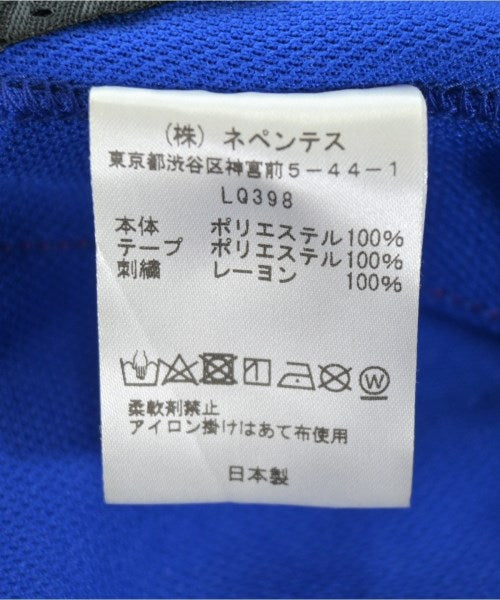 (株) ネペンテス
東京都渋谷区神宮前5-44-1
LQ398
本体 ポリエステル100%
テープ ポリエステル100%
刺繍 レーヨン 100%
W
柔軟剤禁止
アイロン掛けはあて布使用
日本製